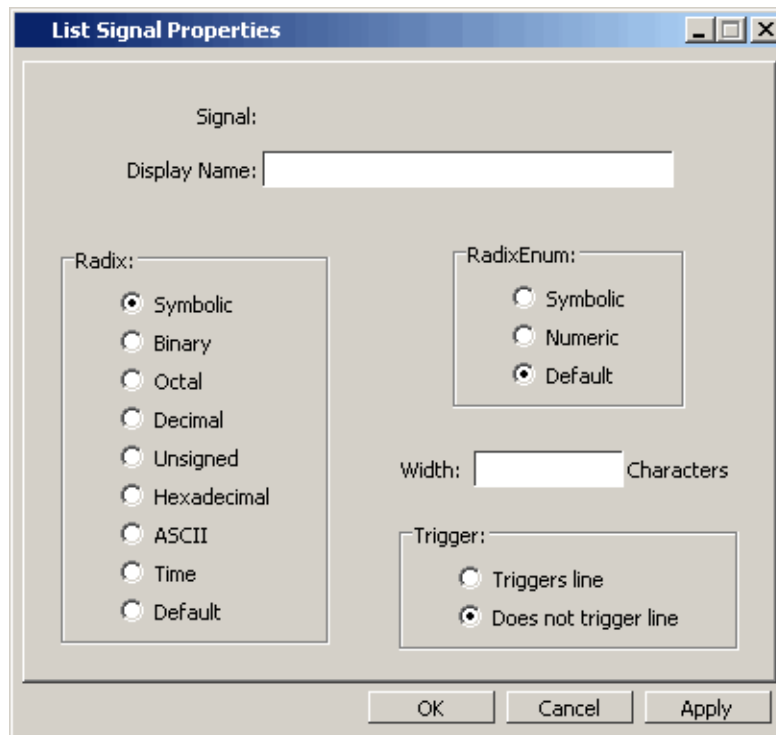 List Signal Properties
Signal:
Display Name:
Radix:
Symbolic
Binary
Octal
Decimal
Unsigned
Hexadecimal
ASCII
Time
Default
RadixEnum:
Symbolic
Numeric
Default
Width: Characters
Trigger:
Triggers line
Does not trigger line
OK Cancel Apply